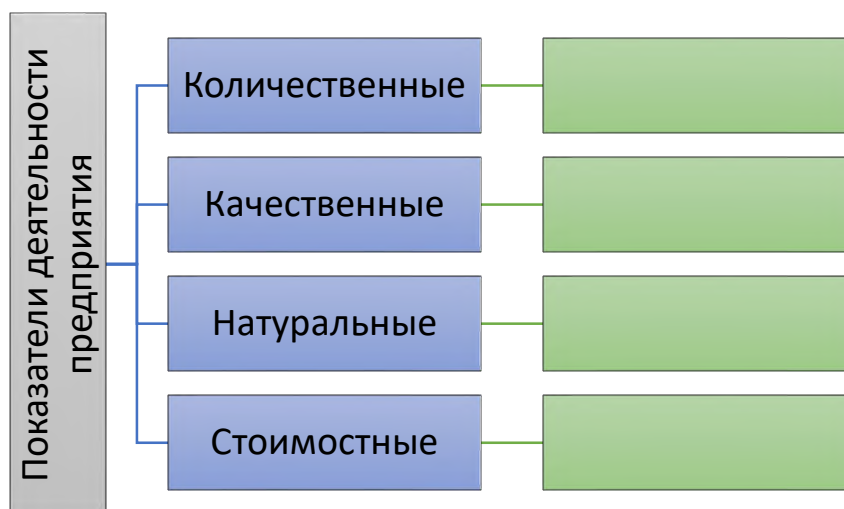 Показатели деятельности
предприятия
Количественные
Качественные
Натуральные
Стоимостные